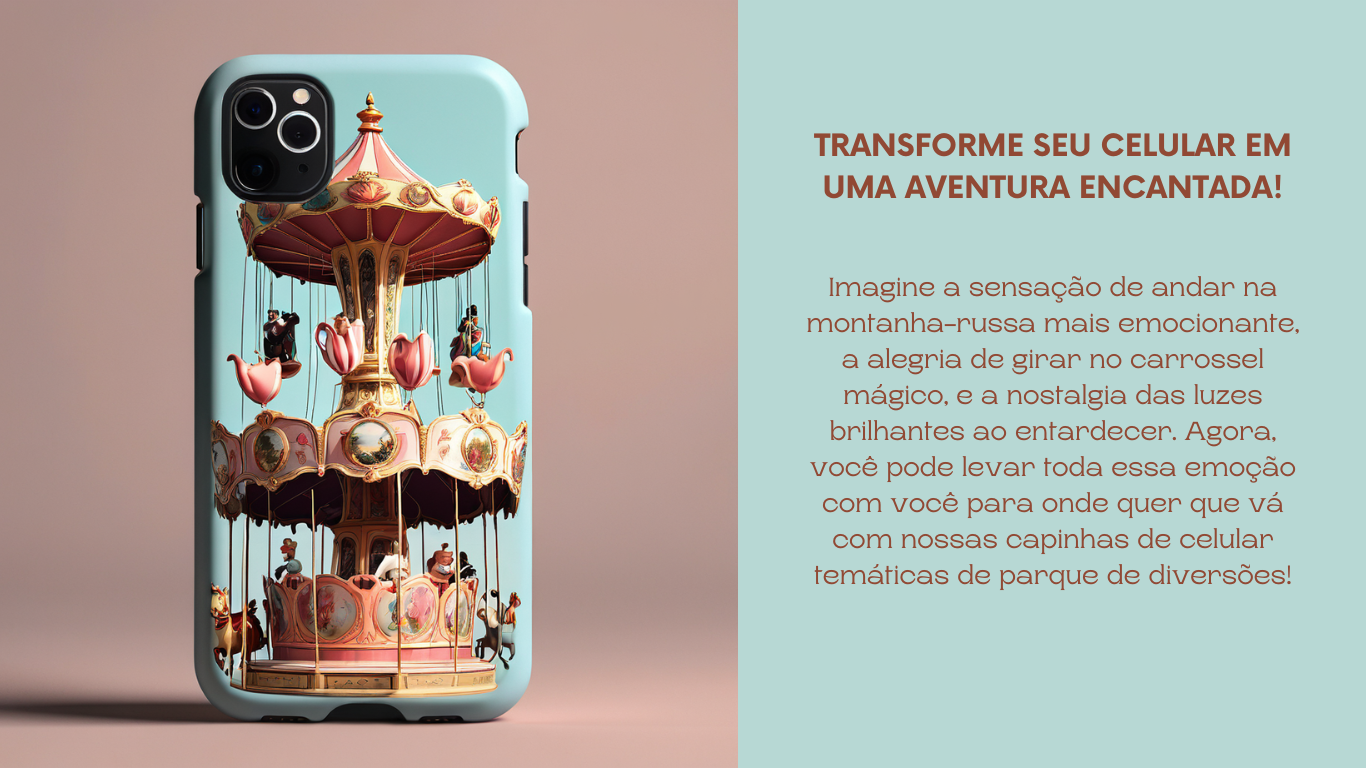 TRANSFORME SEU CELULAR EM
UMA AVENTURA ENCANTADA!
Imagine a sensação de andar na
montanha-russa mais emocionante,
a alegria de girar no carrossel
mágico, e a nostalgia das luzes
brilhantes ao entardecer. Agora,
você pode levar toda essa emoção
com você para onde quer que vá
com nossas capinhas de celular
temáticas de parque de diversões!